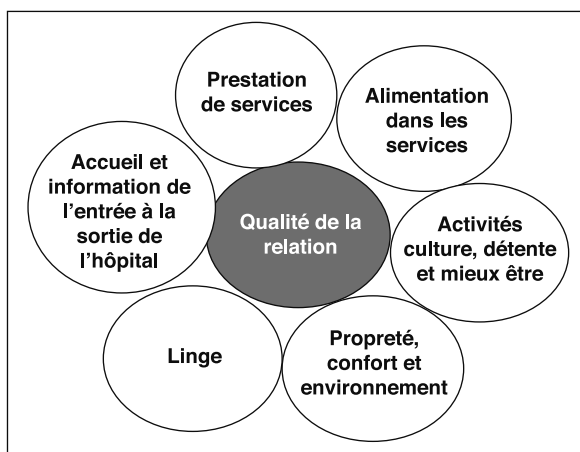 Prestation
de services
Alimentation
dans les
services
Accueil et
information de
l'entrée à la
sortie de
l'hôpital
Qualité de la
relation
Activités
culture, détente
et mieux être
Linge
Propreté,
confort et
environnement